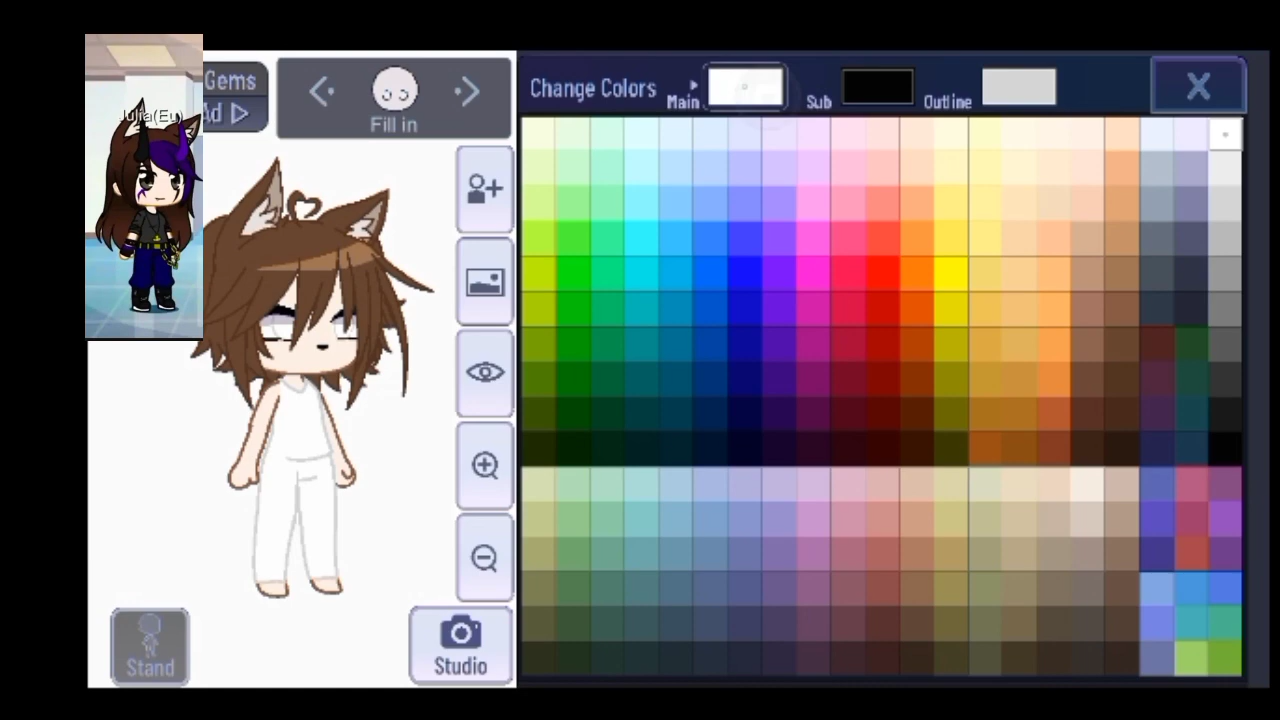 Julia(Eu)
Gems
Ad
Fill in
Change Colors
Main
Sub
Outline
X
Stand
Studio